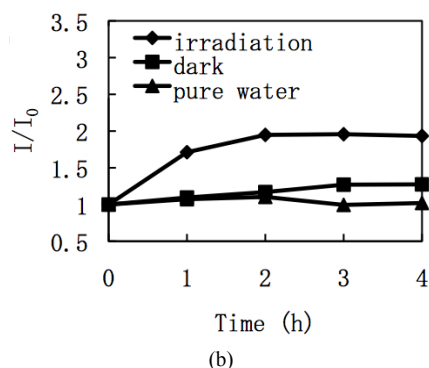 3.5
irradiation
3
dark
2.5
pure water
I/I₀
2
1.5
1
0.5
0 1 2 3 4
Time (h)
(b)